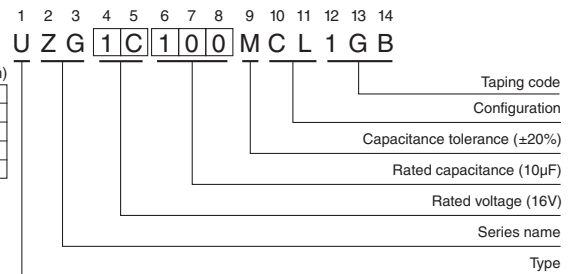 1 2 3 4 5 6 7 8 9 10 11 12 13 14
U Z G 1 C 1 0 0 M C L 1 G B
)
Taping code
Configuration
Capacitance tolerance (±20%)
Rated capacitance (10µF)
Rated voltage (16V)
Series name
Type